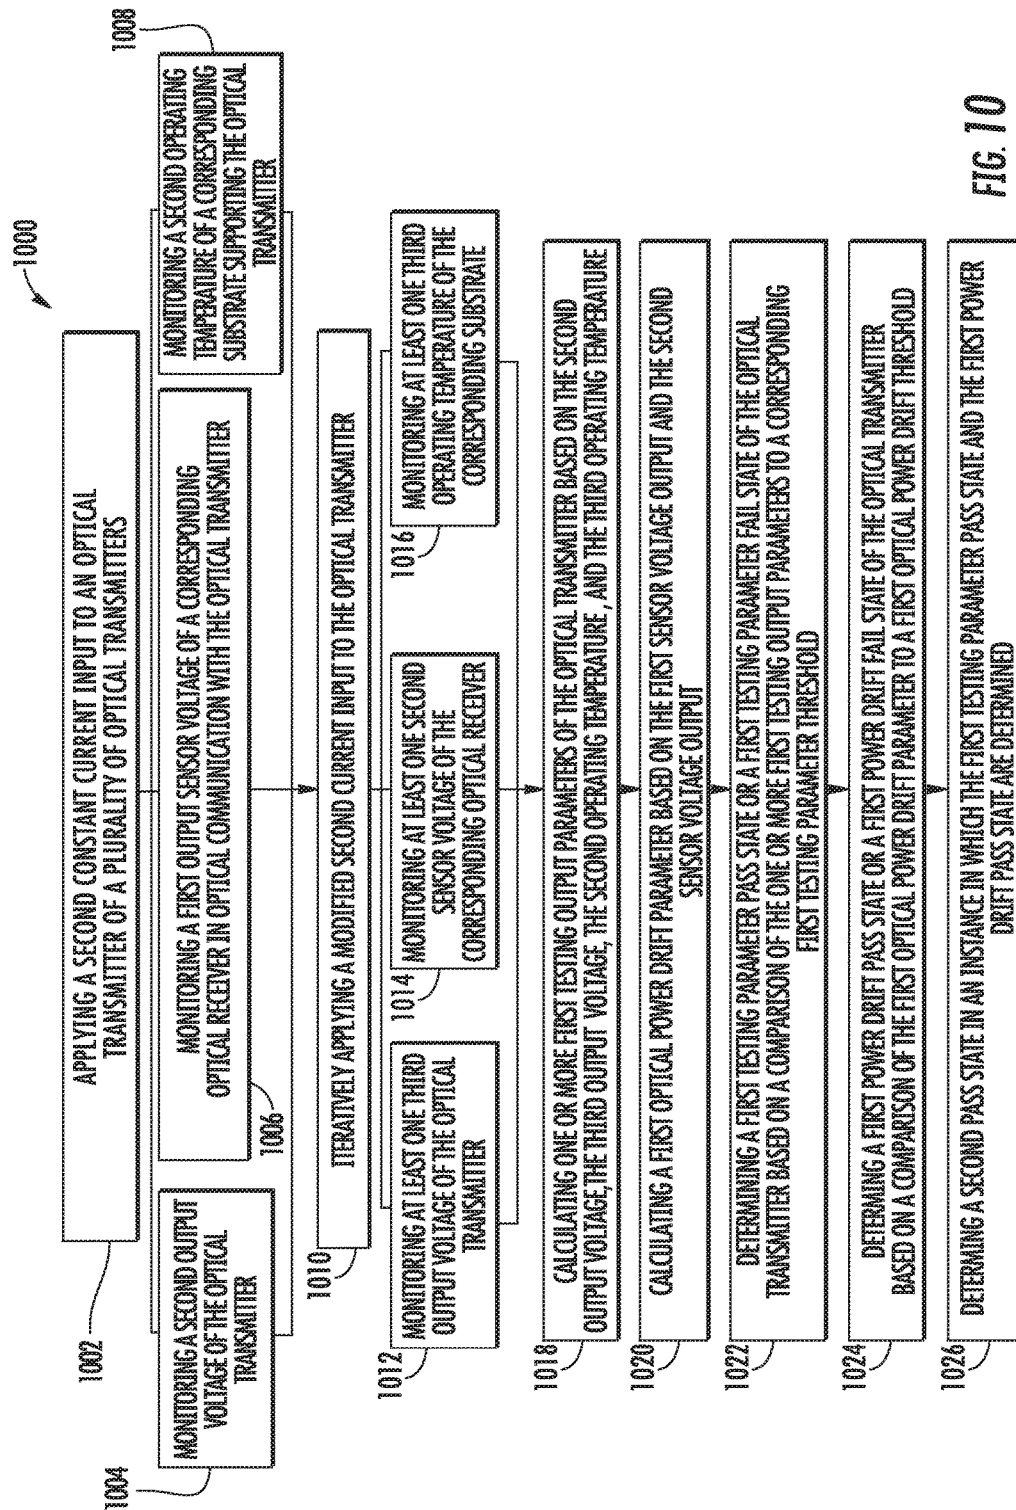 1000
APPLYING A SECOND CONSTANT CURRENT INPUT TO AN OPTICAL
TRANSMITTER OF A PLURALITY OF OPTICAL TRANSMITTERS
1002
MONITORING A SECOND OUTPUT
VOLTAGE OF THE OPTICAL
TRANSMITTER
1004
MONITORING A FIRST OUTPUT SENSOR VOLTAGE OF A CORRESPONDING
OPTICAL RECEIVER IN OPTICAL COMMUNICATION WITH THE OPTICAL TRANSMITTER
1006
MONITORING A SECOND OPERATING
TEMPERATURE OF A CORRESPONDING
SUBSTRATE SUPPORTING THE OPTICAL
TRANSMITTER
1008
ITERATIVELY APPLYING A MODIFIED SECOND CURRENT INPUT TO THE OPTICAL TRANSMITTER
1010
MONITORING AT LEAST ONE THIRD
OUTPUT VOLTAGE OF THE OPTICAL
TRANSMITTER
1012
MONITORING AT LEAST ONE SECOND
SENSOR VOLTAGE OF THE
CORRESPONDING OPTICAL RECEIVER
1014
MONITORING AT LEAST ONE THIRD
OPERATING TEMPERATURE OF THE
CORRESPONDING SUBSTRATE
1016
CALCULATING ONE OR MORE FIRST TESTING OUTPUT PARAMETERS OF THE OPTICAL TRANSMITTER BASED ON THE SECOND
OUTPUT VOLTAGE,THE THIRD OUTPUT VOLTAGE, THE SECOND OPERATING TEMPERATURE, AND THE THIRD OPERATING TEMPERATURE
1018
CALCULATING A FIRST OPTICAL POWER DRIFT PARAMETER BASED ON THE FIRST SENSOR VOLTAGE OUTPUT AND THE SECOND
SENSOR VOLTAGE OUTPUT
1020
DETERMINING A FIRST TESTING PARAMETER PASS STATE OR A FIRST TESTING PARAMETER FAIL STATE OF THE OPTICAL
TRANSMITTER BASED ON A COMPARISON OF THE ONE OR MORE FIRST TESTING OUTPUT PARAMETERS TO A CORRESPONDING
FIRST TESTING PARAMETER THRESHOLD
1022
DETERMING A FIRST POWER DRIFT PASS STATE OR A FIRST POWER DRIFT FAIL STATE OF THE OPTICAL TRANSMITTER
BASED ON A COMPARISON OF THE FIRST OPTICAL POWER DRIFT PARAMETER TO A FIRST OPTICAL POWER DRIFT THRESHOLD
1024
DETERMING A SECOND PASS STATE IN AN INSTANCE IN WHICH THE FIRST TESTING PARAMETER PASS STATE AND THE FIRST POWER
DRIFT PASS STATE ARE DETERMINED
1026
FIG. 10